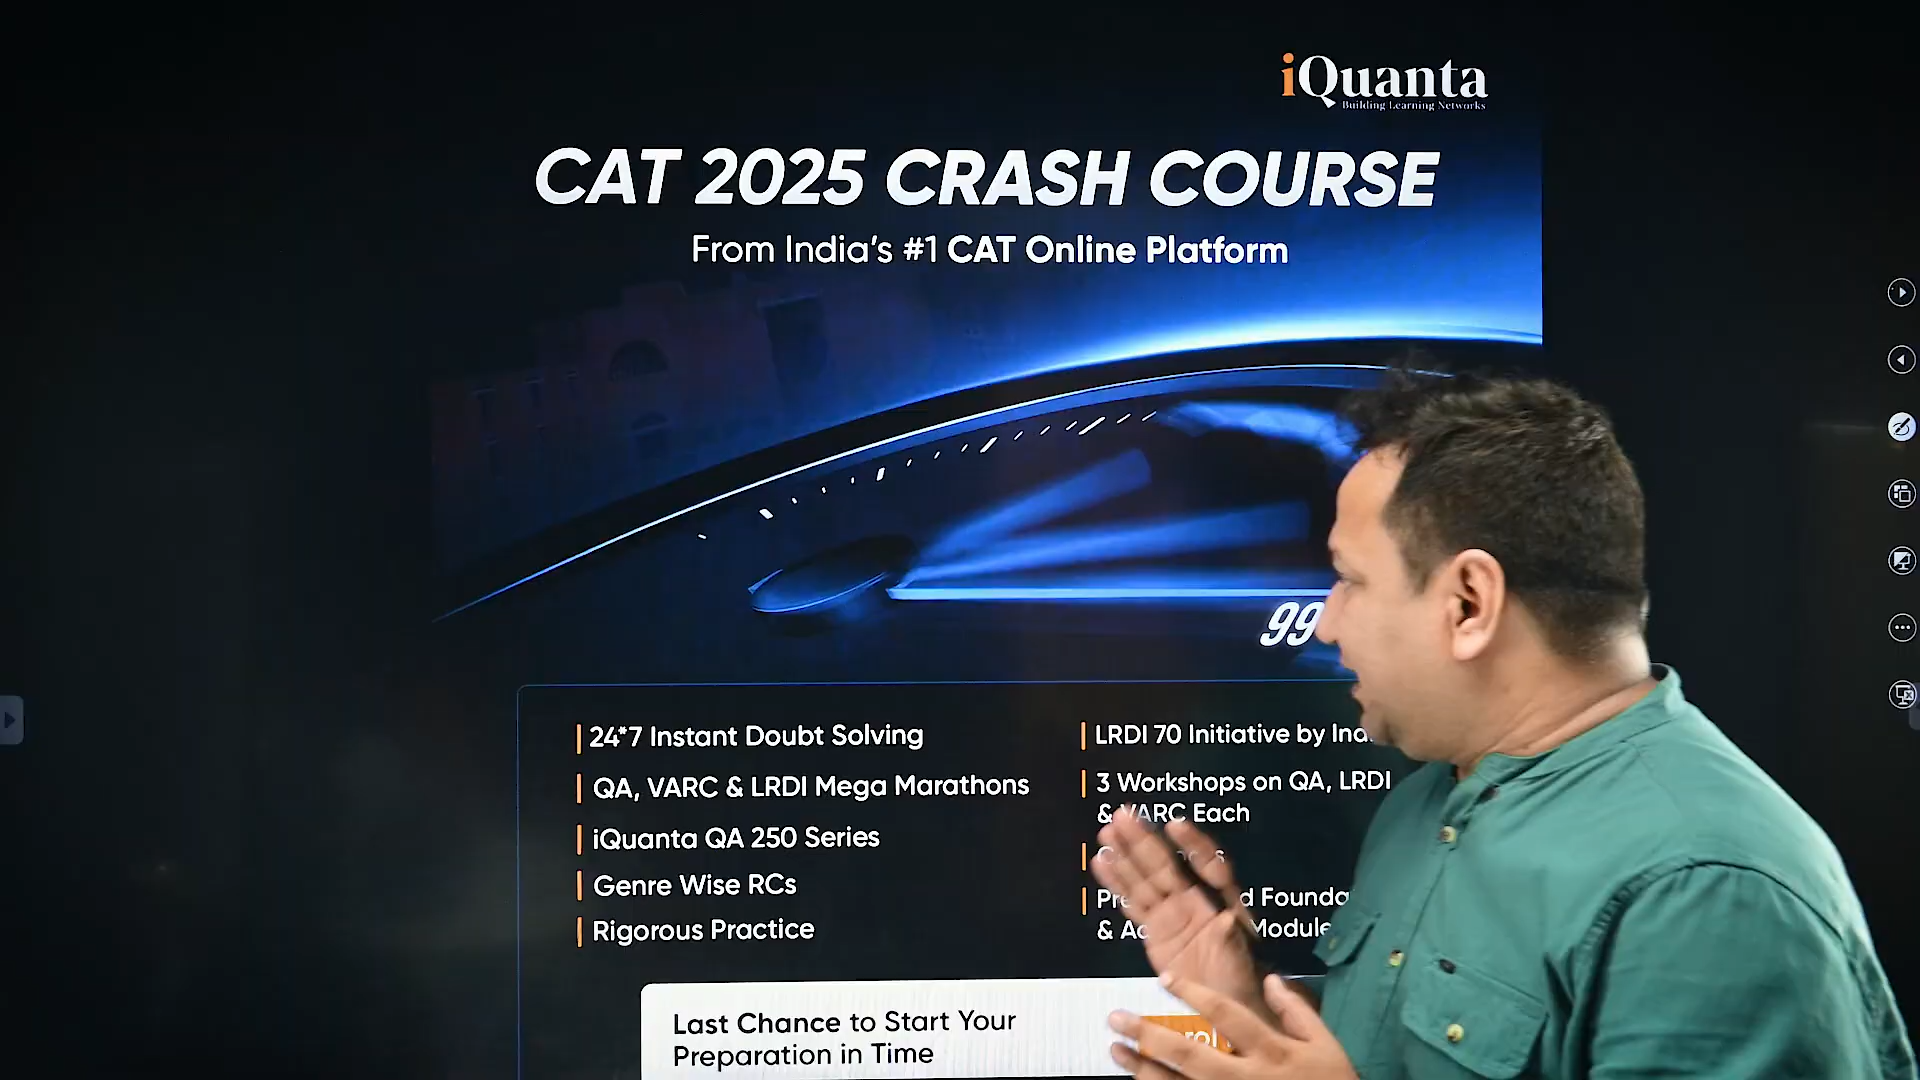 iQuanta
Building Learning Networks
CAT 2025 CRASH COURSE
From India's #1 CAT Online Platform
99
24*7 Instant Doubt Solving
QA, VARC & LRDI Mega Marathons
iQuanta QA 250 Series
Genre Wise RCs
Rigorous Practice
LRDI 70 Initiative by
3 Workshops on QA, LRDI
& VARC Each
Last Chance to Start Your
Preparation in Time